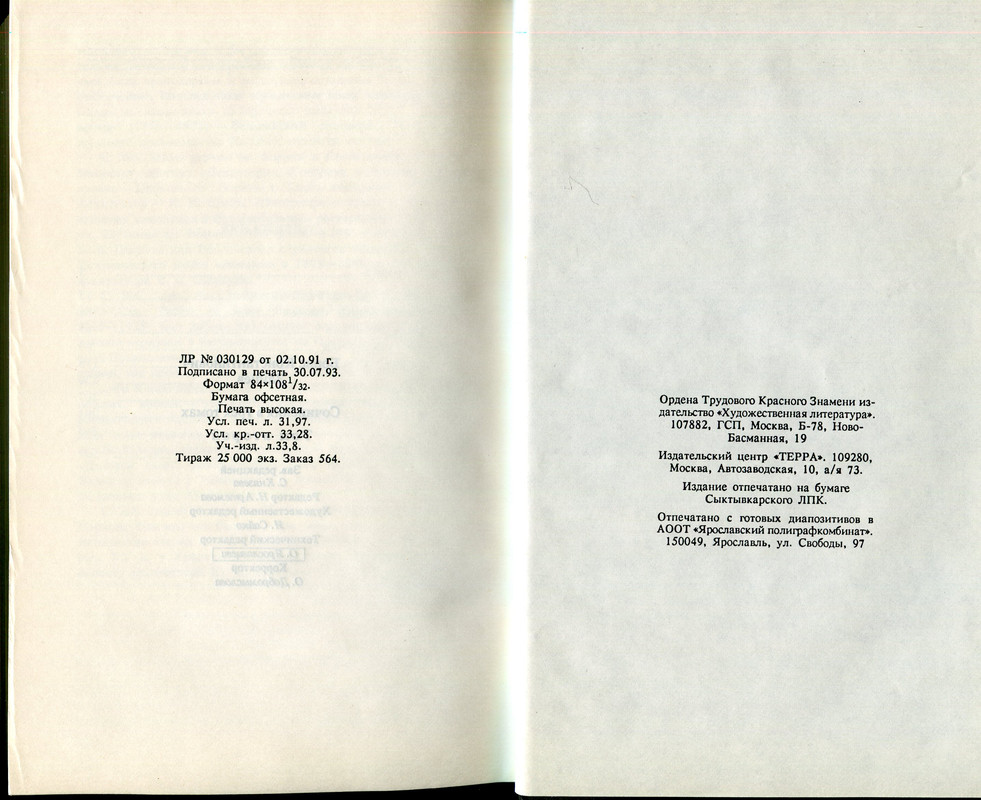 ЛР № 030129 от 02.10.91 г.
Подписано в печать 30.07.93.
Формат 84×108¹/₃₂.
Бумага офсетная.
Печать высокая.
Усл. печ. л. 31,97.
Усл. кр.-отт. 33,28.
Уч.-изд. л.33,8.
Тираж 25 000 экз. Заказ 564.
Ордена Трудового Красного Знамени из-
дательство «Художественная литература».
107882, ГСП, Москва, Б-78, Ново-
Басманная, 19
Издательский центр «ТЕРРА». 109280,
Москва, Автозаводская, 10, а/я 73.
Издание отпечатано на бумаге
Сыктывкарского ЛПК.
Отпечатано с готовых диапозитивов в
АООТ «Ярославский полиграфкомбинат».
150049, Ярославль, ул. Свободы, 97